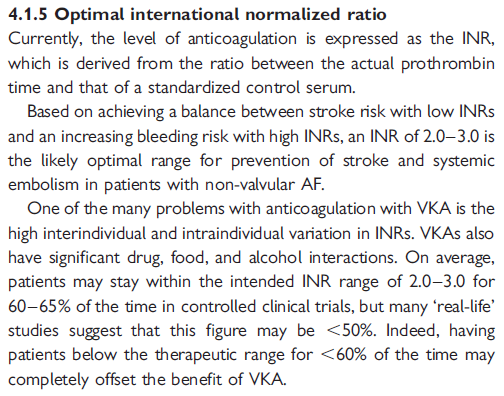 4.1.5 Optimal international normalized ratio
Currently, the level of anticoagulation is expressed as the INR,
which is derived from the ratio between the actual prothrombin
time and that of a standardized control serum.
Based on achieving a balance between stroke risk with low INRs
and an increasing bleeding risk with high INRs, an INR of 2.0–3.0 is
the likely optimal range for prevention of stroke and systemic
embolism in patients with non-valvular AF.
One of the many problems with anticoagulation with VKA is the
high interindividual and intraindividual variation in INRs. VKAs also
have significant drug, food, and alcohol interactions. On average,
patients may stay within the intended INR range of 2.0–3.0 for
60–65% of the time in controlled clinical trials, but many ‘real-life’
studies suggest that this figure may be <50%. Indeed, having
patients below the therapeutic range for <60% of the time may
completely offset the benefit of VKA.